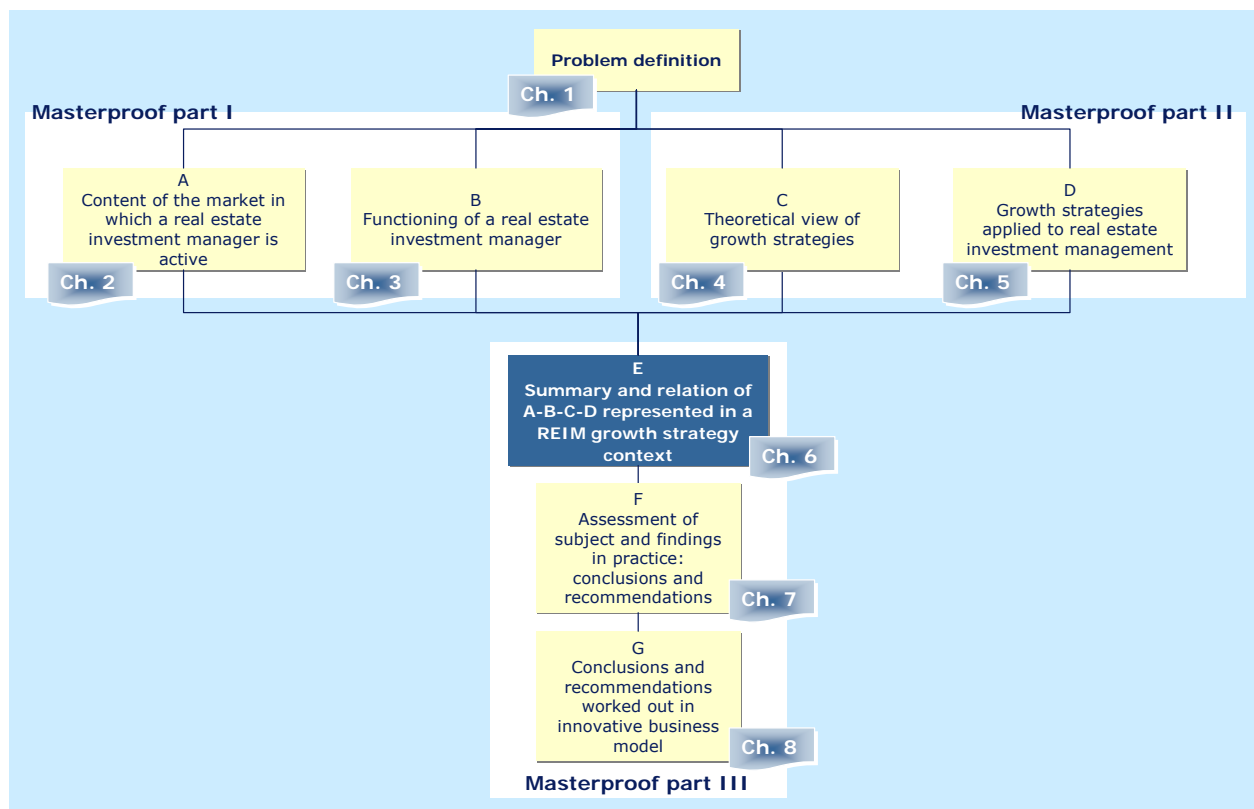 Problem definition
Ch. 1
Masterproof part I
Masterproof part II
A
Content of the market in
which a real estate
investment manager is
active
Ch. 2
B
Functioning of a real estate
investment manager
Ch. 3
C
Theoretical view of
growth strategies
Ch. 4
D
Growth strategies
applied to real estate
investment management
Ch. 5
E
Summary and relation of
A-B-C-D represented in a
REIM growth strategy
context
Ch. 6
F
Assessment of
subject and findings
in practice:
conclusions and
recommendations
Ch. 7
G
Conclusions and
recommendations
worked out in
innovative business
model
Ch. 8
Masterproof part III